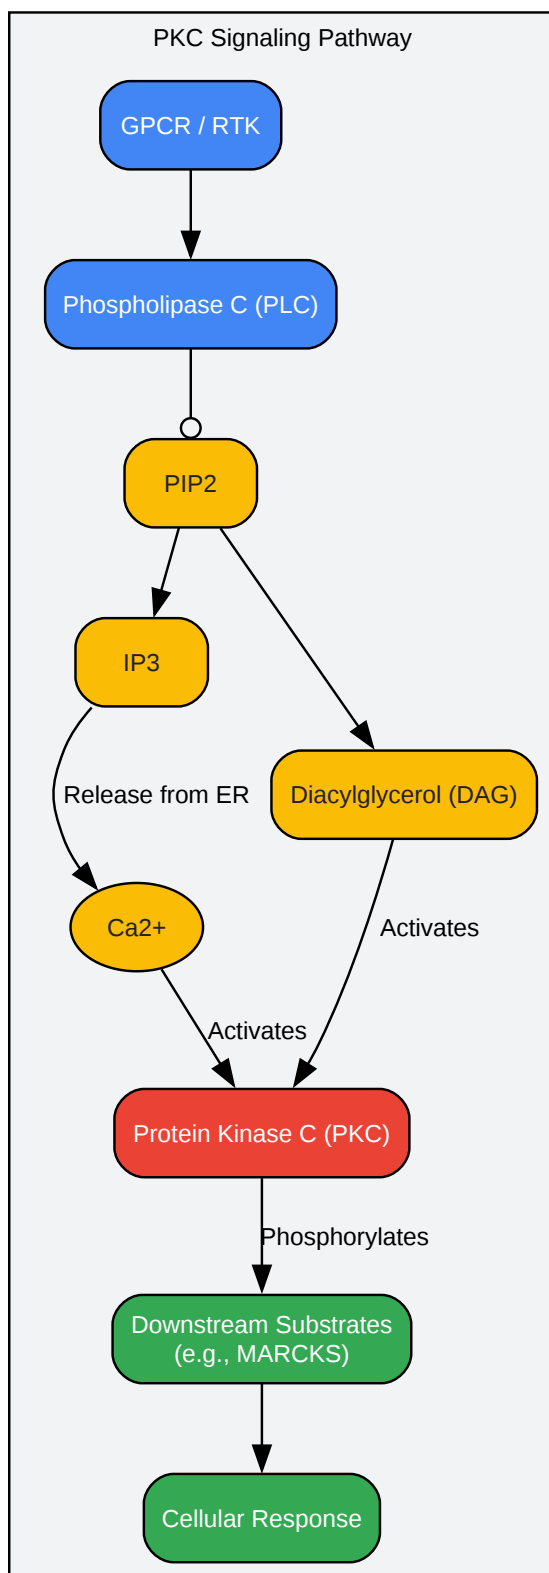 PKC Signaling Pathway
GPCR / RTK
Phospholipase C (PLC)
PIP2
IP3
Release from ER
Diacylglycerol (DAG)
Ca2+
Activates
Activates
Protein Kinase C (PKC)
Phosphorylates
Downstream Substrates
(e.g., MARCKS)
Cellular Response